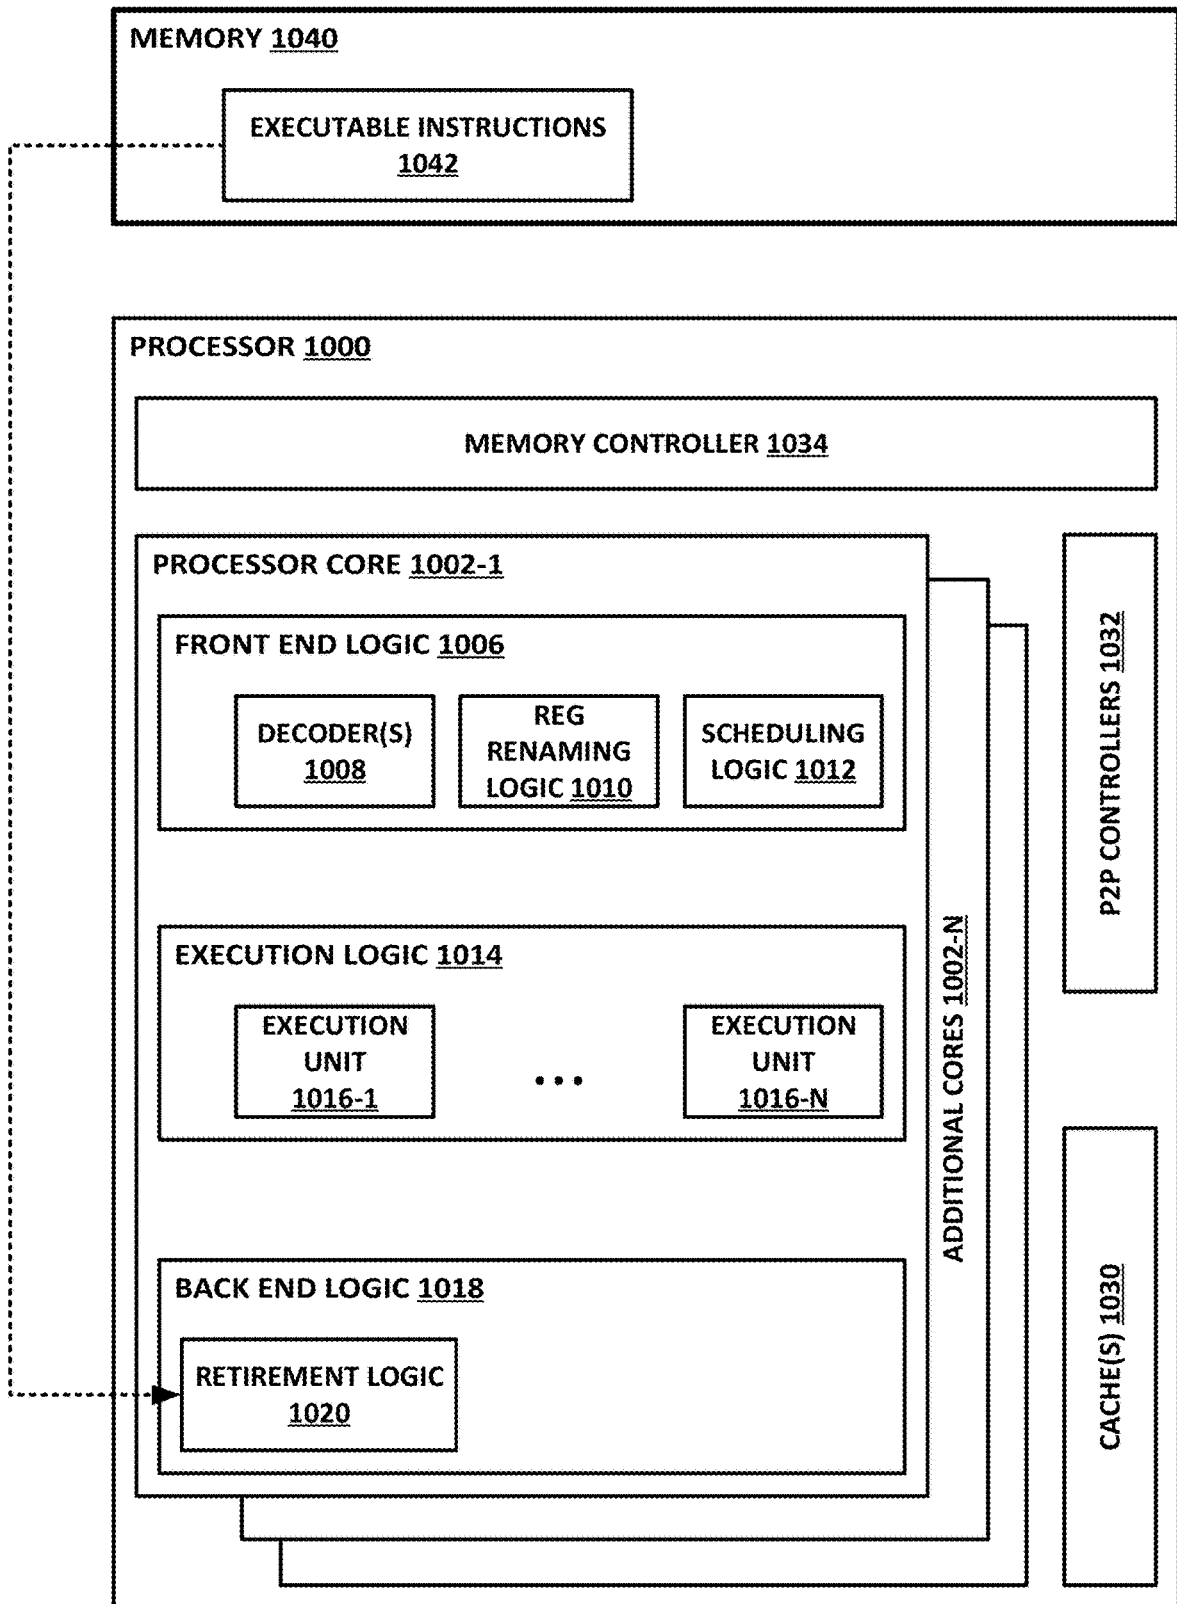 MEMORY 1040
EXECUTABLE INSTRUCTIONS
1042
PROCESSOR 1000
MEMORY CONTROLLER 1034
PROCESSOR CORE 1002-1
FRONT END LOGIC 1006
DECODER(S)
1008
REG
RENAMING
LOGIC 1010
SCHEDULING
LOGIC 1012
EXECUTION LOGIC 1014
EXECUTION
UNIT
1016-1
...
EXECUTION
UNIT
1016-N
BACK END LOGIC 1018
RETIREMENT LOGIC
1020
ADDITIONAL CORES 1002-N
P2P CONTROLLERS 1032
CACHE(S) 1030